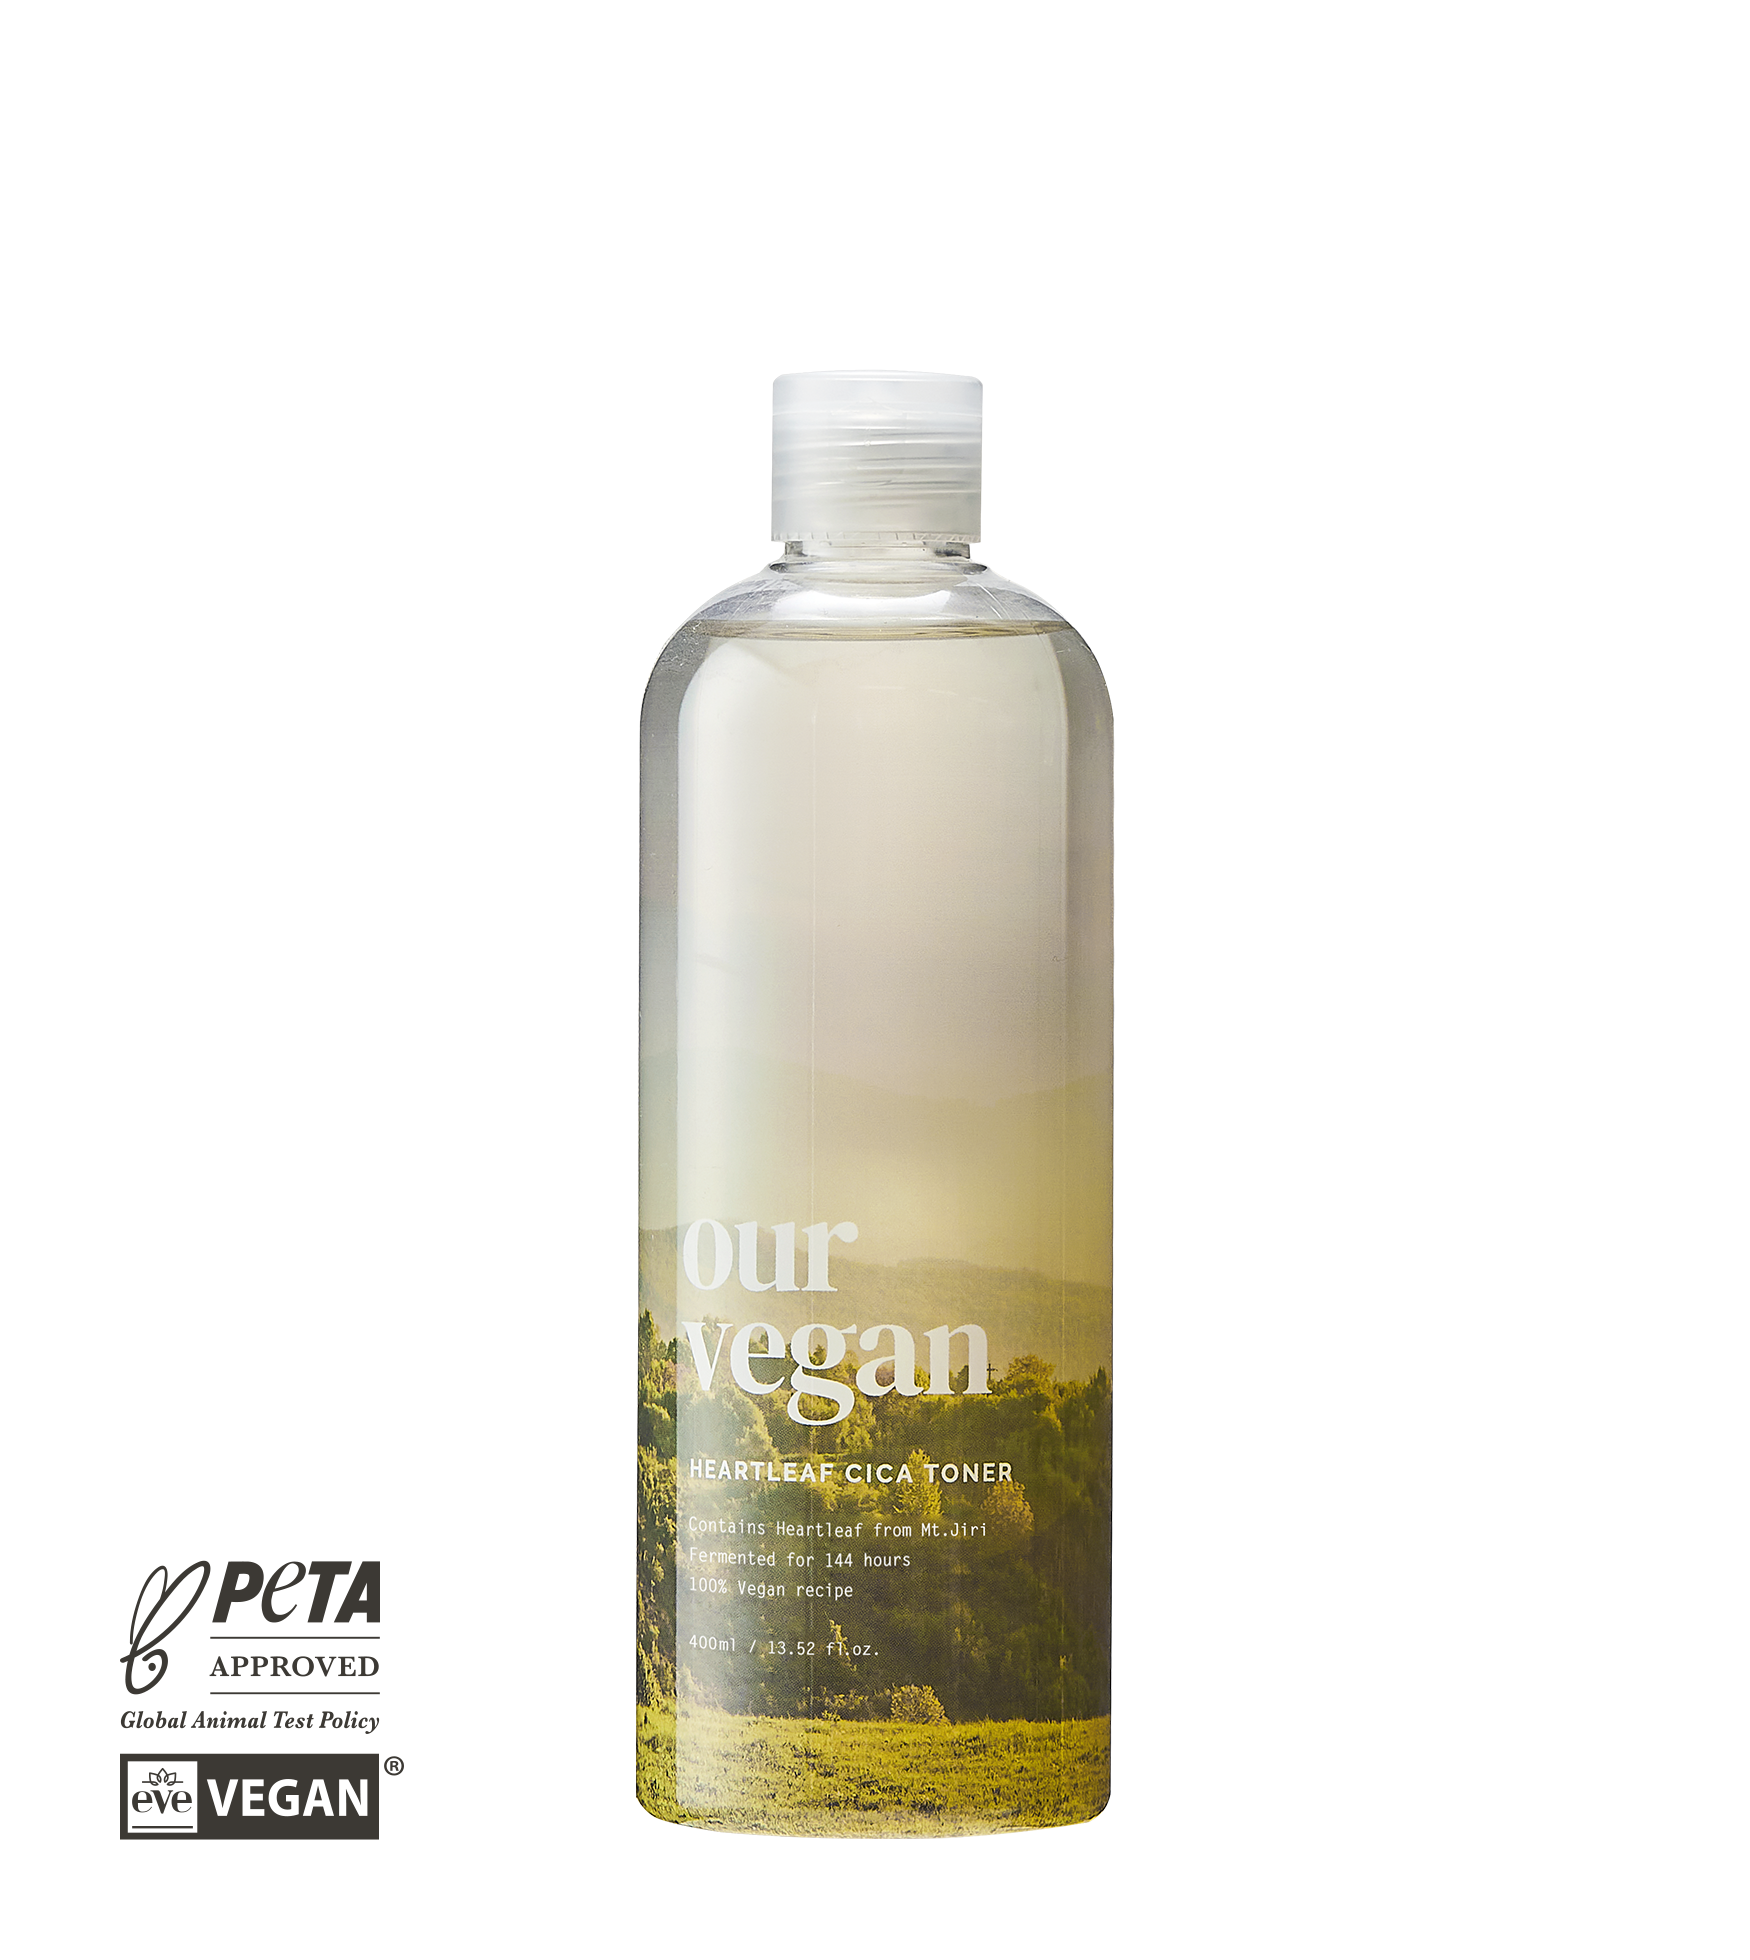 our
vegan
HEARTLEAF CICA TONER
Contains Heartleaf from Mt.Jiri
Fermented for 144 hours
100% Vegan recipe
400ml / 13.52 fl.oz.
PETA
APPROVED
Global Animal Test Policy
eve VEGAN®